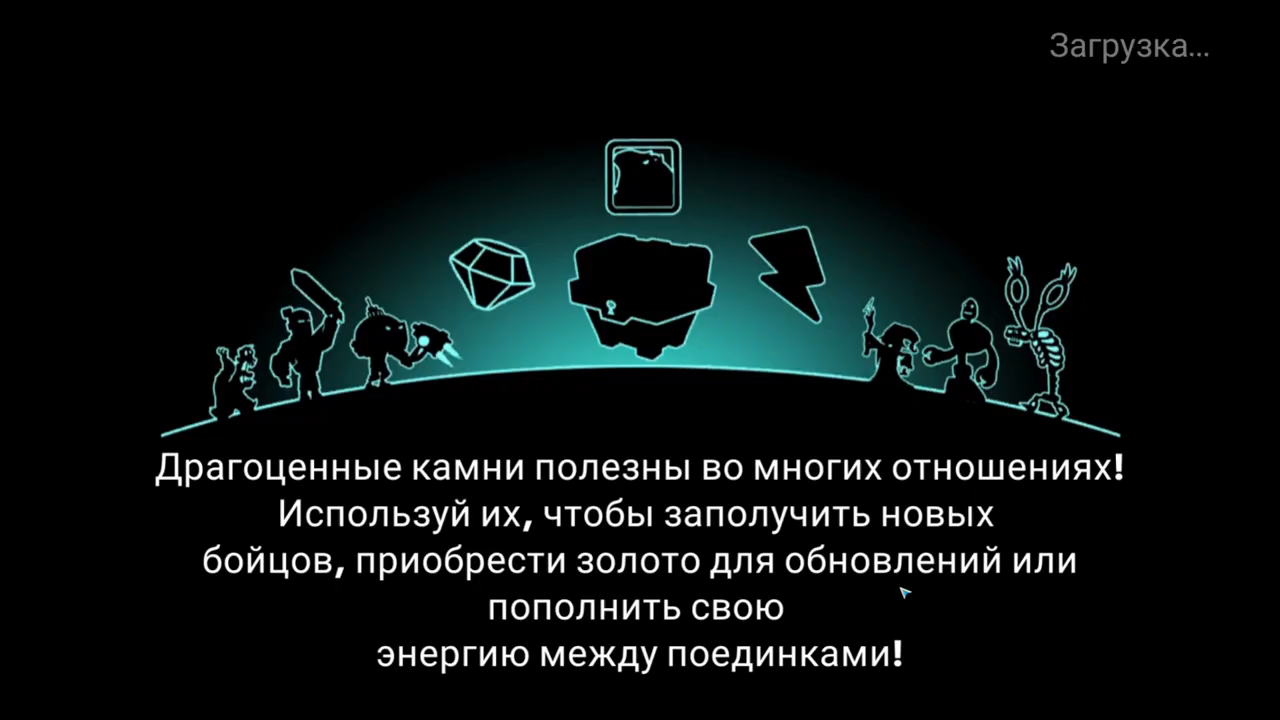 Загрузка...
Драгоценные камни полезны во многих отношениях!
Используй их, чтобы заполучить новых
бойцов, приобрести золото для обновлений или
пополнить свою
энергию между поединками!